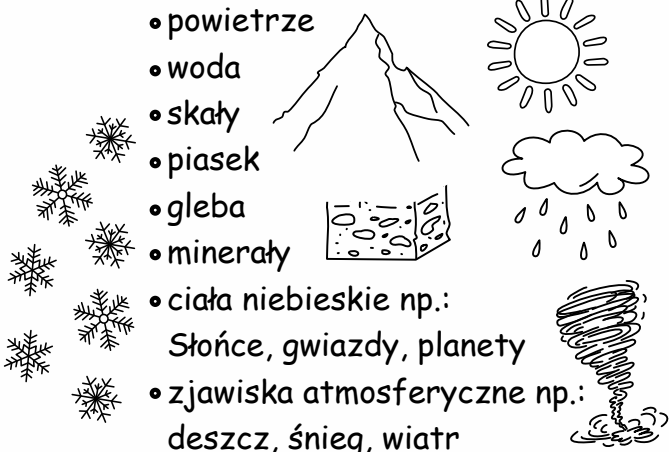 • powietrze
• woda
• skały
• piasek
• gleba
• minerały
• ciała niebieskie np.:
Słońce, gwiazdy, planety
• zjawiska atmosferyczne np.:
deszcz, śnieg, wiatr